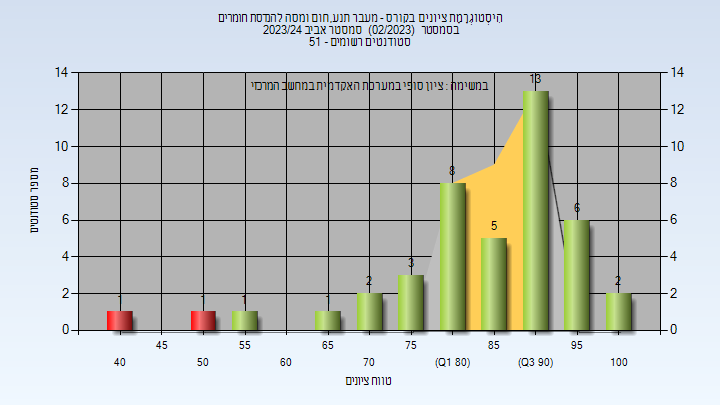 היסטוגרמת ציונים בקורס - מעבר תנע,חום ומסה להנדסת חומרים
בסמסטר (02/2023) סמסטר אביב 2023/24
סטודנטים רשומים - 51
במשימה : ציון סופי במערכת האקדמית במחשב המרכזי
מספר סטודנטים
14 14
12 12
10 10
8 8
6 6
4 4
2 2
0 0
1 1 1 1 2 3 8 5 13 6 2
45 55 65 75 85 95
40 50 60 70 (Q1 80) (Q3 90) 100
טווח ציונים